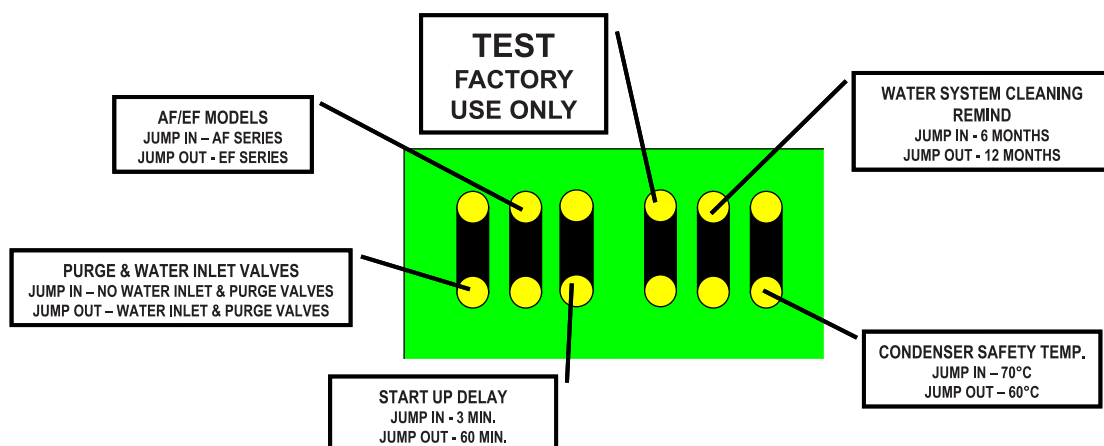 TEST
FACTORY
USE ONLY
AF/EF MODELS
JUMP IN – AF SERIES
JUMP OUT - EF SERIES
WATER SYSTEM CLEANING
REMIND
JUMP IN - 6 MONTHS
JUMP OUT - 12 MONTHS
PURGE & WATER INLET VALVES
JUMP IN – NO WATER INLET & PURGE VALVES
JUMP OUT – WATER INLET & PURGE VALVES
START UP DELAY
JUMP IN - 3 MIN.
JUMP OUT - 60 MIN.
CONDENSER SAFETY TEMP.
JUMP IN – 70°C
JUMP OUT – 60°C